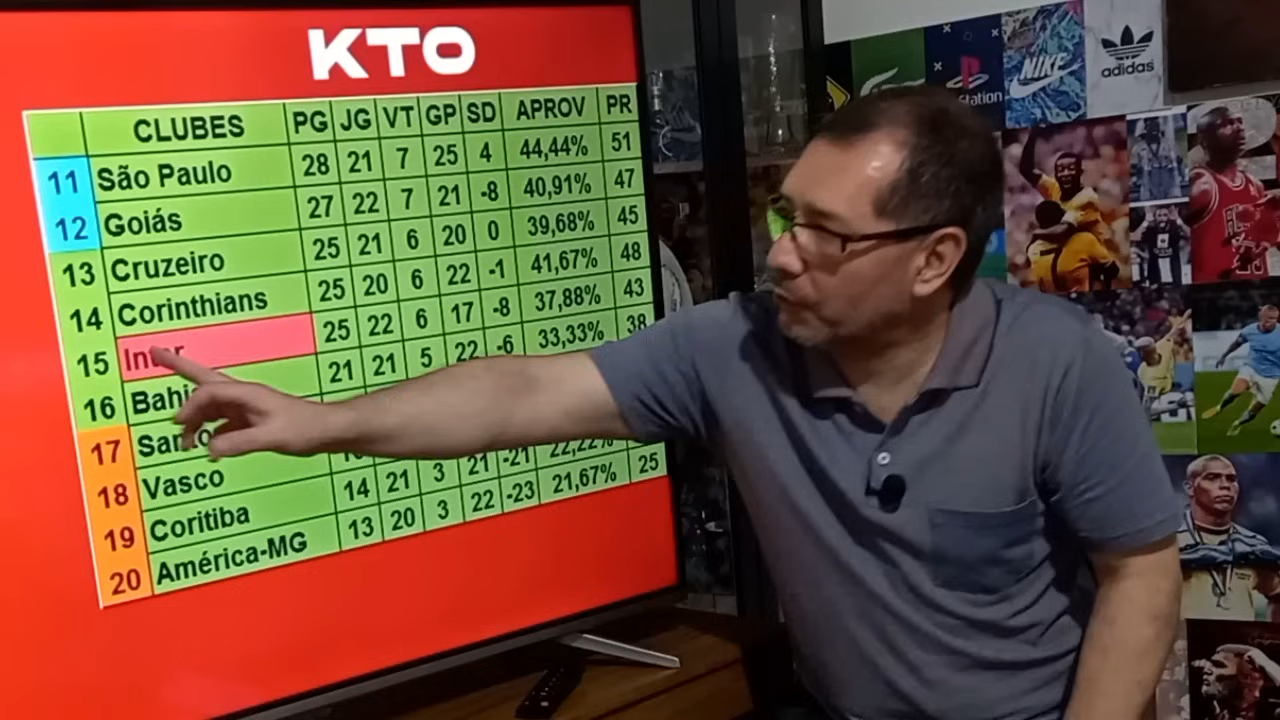 KTO
CLUBES PG JG VT GP SD APROV PR
11 São Paulo 28 21 7 25 4 44,44% 51
12 Goiás 27 22 7 21 -8 40,91% 47
13 Cruzeiro 25 21 6 20 0 39,68% 45
14 Corinthians 25 20 6 22 -1 41,67% 48
15 Inter 25 22 6 17 -8 37,88% 43
16 Bahi 21 21 5 22 -6 33,33% 38
17 Santo
18 Vasco
19 Coritiba 14 21 3 21 -21 22,22%
20 América-MG 13 20 3 22 -23 21,67% 25
Station
NIKE
adidas